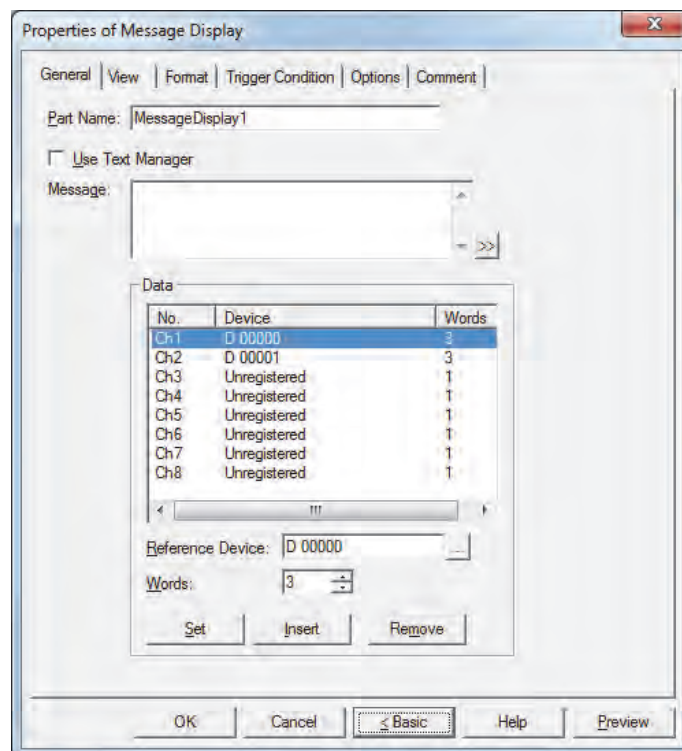 Properties of Message Display
General View Format Trigger Condition Options Comment
Part Name: MessageDisplay1
Use Text Manager
Message:
>>
Data
No. Device Words
Ch1 D 00000 3
Ch2 D 00001 3
Ch3 Unregistered 1
Ch4 Unregistered 1
Ch5 Unregistered 1
Ch6 Unregistered 1
Ch7 Unregistered 1
Ch8 Unregistered 1
Reference Device: D 00000 ...
Words: 3
Set Insert Remove
OK Cancel < Basic Help Preview